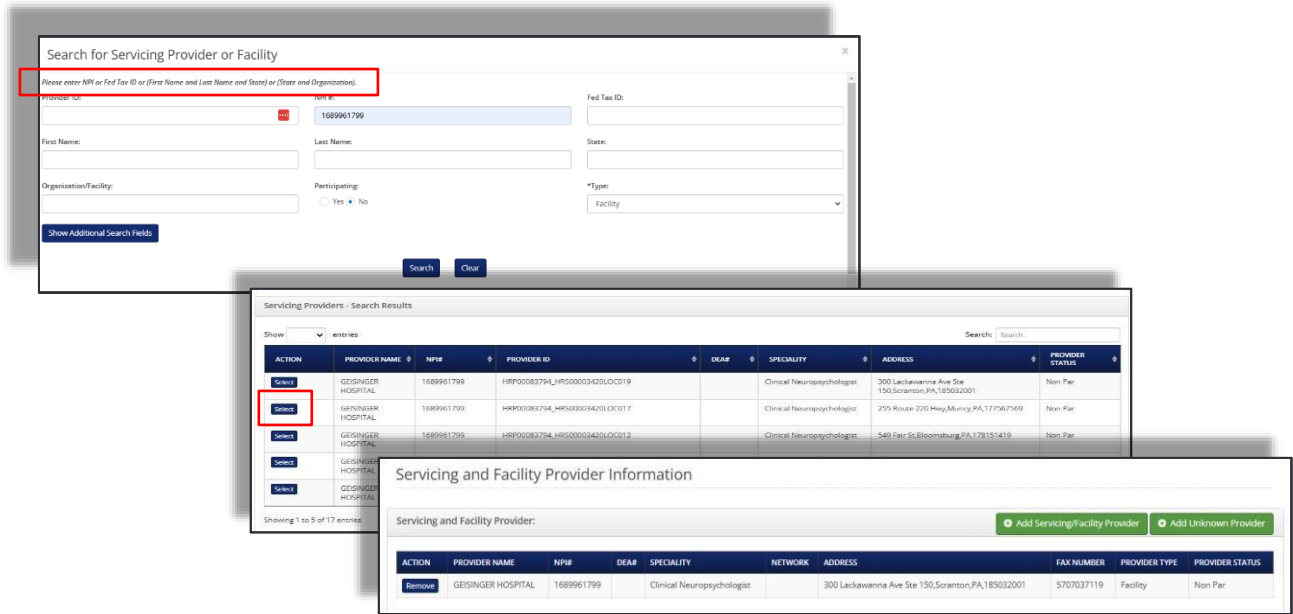 Search for Servicing Provider or Facility
x
Please enter NPI or Fed Tax ID or (First Name and Last Name and State) or (State and Organization).
Provider ID: NPI #: Fed Tax ID:
1689961799
First Name: Last Name: State:
Organization/Facility: Participating: *Type:
Yes No Facility
Show Additional Search Fields
Search Clear
Servicing Providers - Search Results
Show entries Search: Search...
ACTION PROVIDER NAME NPI# PROVIDER ID DEA# SPECIALITY ADDRESS PROVIDER STATUS
Select GEISINGER HOSPITAL 1689961799 HRP00083794_HRS00003420LOC019 Clinical Neuropsychologist 300 Lackawanna Ave Ste 150,Scranton,PA,185032001 Non Par
Select GEISINGER HOSPITAL 1689961799 HRP00083794_HRS00003420LOC017 Clinical Neuropsychologist 255 Route 220 Hwy,Muncy,PA,177567569 Non Par
Select GEISINGER HOSPITAL 1689961799 HRP00083794_HRS00003420LOC012 Clinical Neuropsychologist 549 Fair St,Bloomsburg,PA,178151419 Non Par
Select GEISINGER HOSPITAL
Select GEISINGER HOSPITAL
Showing 1 to 5 of 17 entries
Servicing and Facility Provider Information
Servicing and Facility Provider: Add Servicing/Facility Provider Add Unknown Provider
ACTION PROVIDER NAME NPI# DEA# SPECIALITY NETWORK ADDRESS FAX NUMBER PROVIDER TYPE PROVIDER STATUS
Remove GEISINGER HOSPITAL 1689961799 Clinical Neuropsychologist 300 Lackawanna Ave Ste 150,Scranton,PA,185032001 5707037119 Facility Non Par